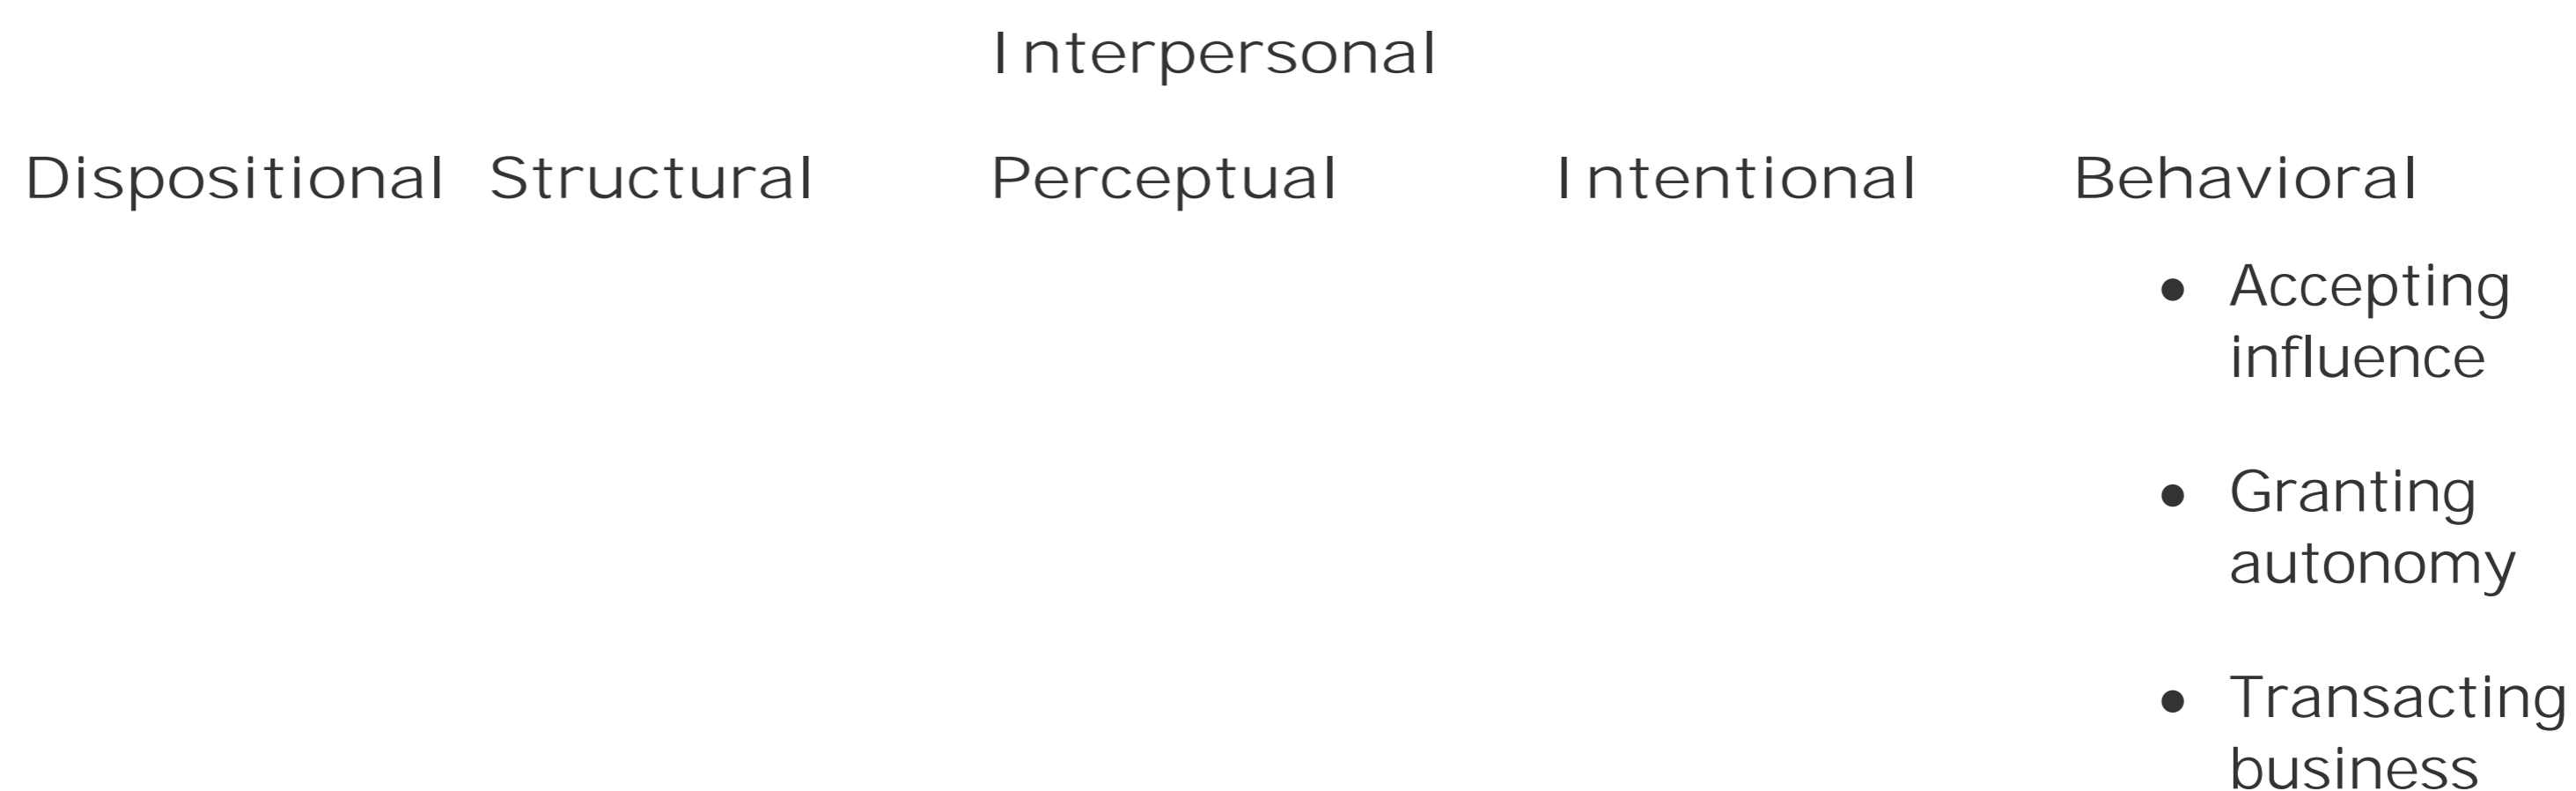 Interpersonal
Dispositional Structural Perceptual Intentional Behavioral
• Accepting
influence
• Granting
autonomy
• Transacting
business